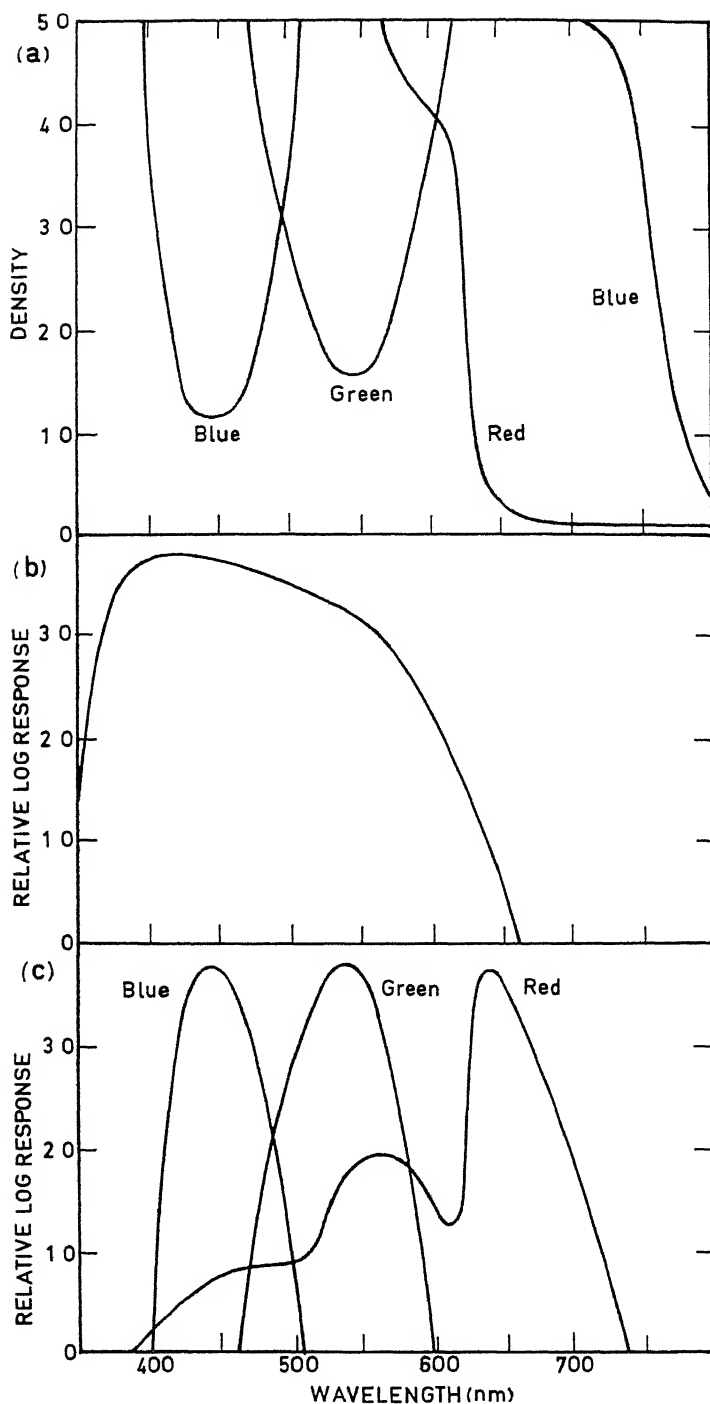 (a)
5 0
4 0
3 0
2 0
1 0
0
DENSITY
Blue
Green
Red
Blue
(b)
3 0
2 0
1 0
0
RELATIVE LOG RESPONSE
(c)
Blue
Green
Red
3 0
2 0
1 0
0
RELATIVE LOG RESPONSE
400 500 600 700
WAVELENGTH (nm)